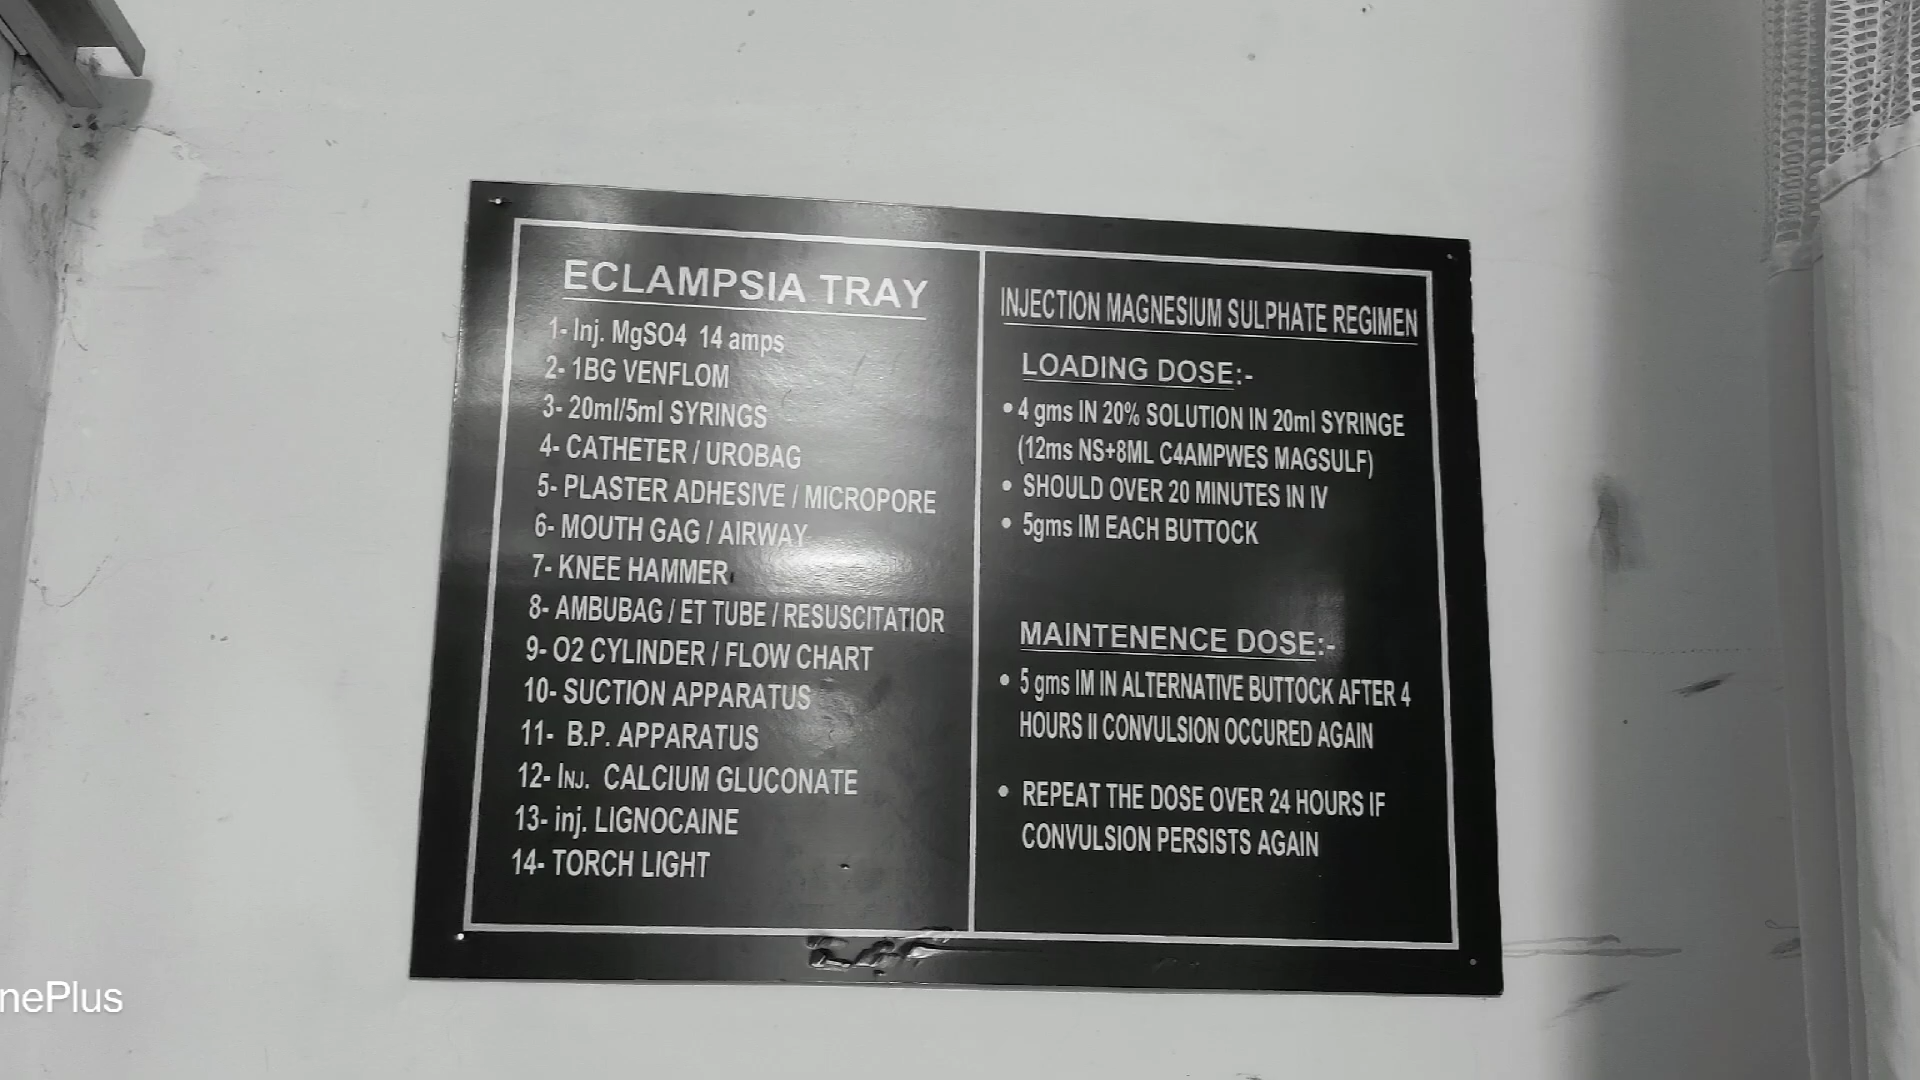 ECLAMPSIA TRAY
1- Inj. MgSO4 14 amps
2- 1BG VENFLOM
3- 20ml/5ml SYRINGS
4- CATHETER / UROBAG
5- PLASTER ADHESIVE / MICROPORE
6- MOUTH GAG / AIRWAY
7- KNEE HAMMER
8- AMBUBAG / ET TUBE / RESUSCITATIOR
9- O2 CYLINDER / FLOW CHART
10- SUCTION APPARATUS
11- B.P. APPARATUS
12- INJ. CALCIUM GLUCONATE
13- inj. LIGNOCAINE
14- TORCH LIGHT
INJECTION MAGNESIUM SULPHATE REGIMEN
LOADING DOSE:-
• 4 gms IN 20% SOLUTION IN 20ml SYRINGE
(12ms NS+8ML C4AMPWES MAGSULF)
• SHOULD OVER 20 MINUTES IN IV
• 5gms IM EACH BUTTOCK
MAINTENENCE DOSE:-
• 5 gms IM IN ALTERNATIVE BUTTOCK AFTER 4
HOURS II CONVULSION OCCURED AGAIN
• REPEAT THE DOSE OVER 24 HOURS IF
CONVULSION PERSISTS AGAIN
nePlus